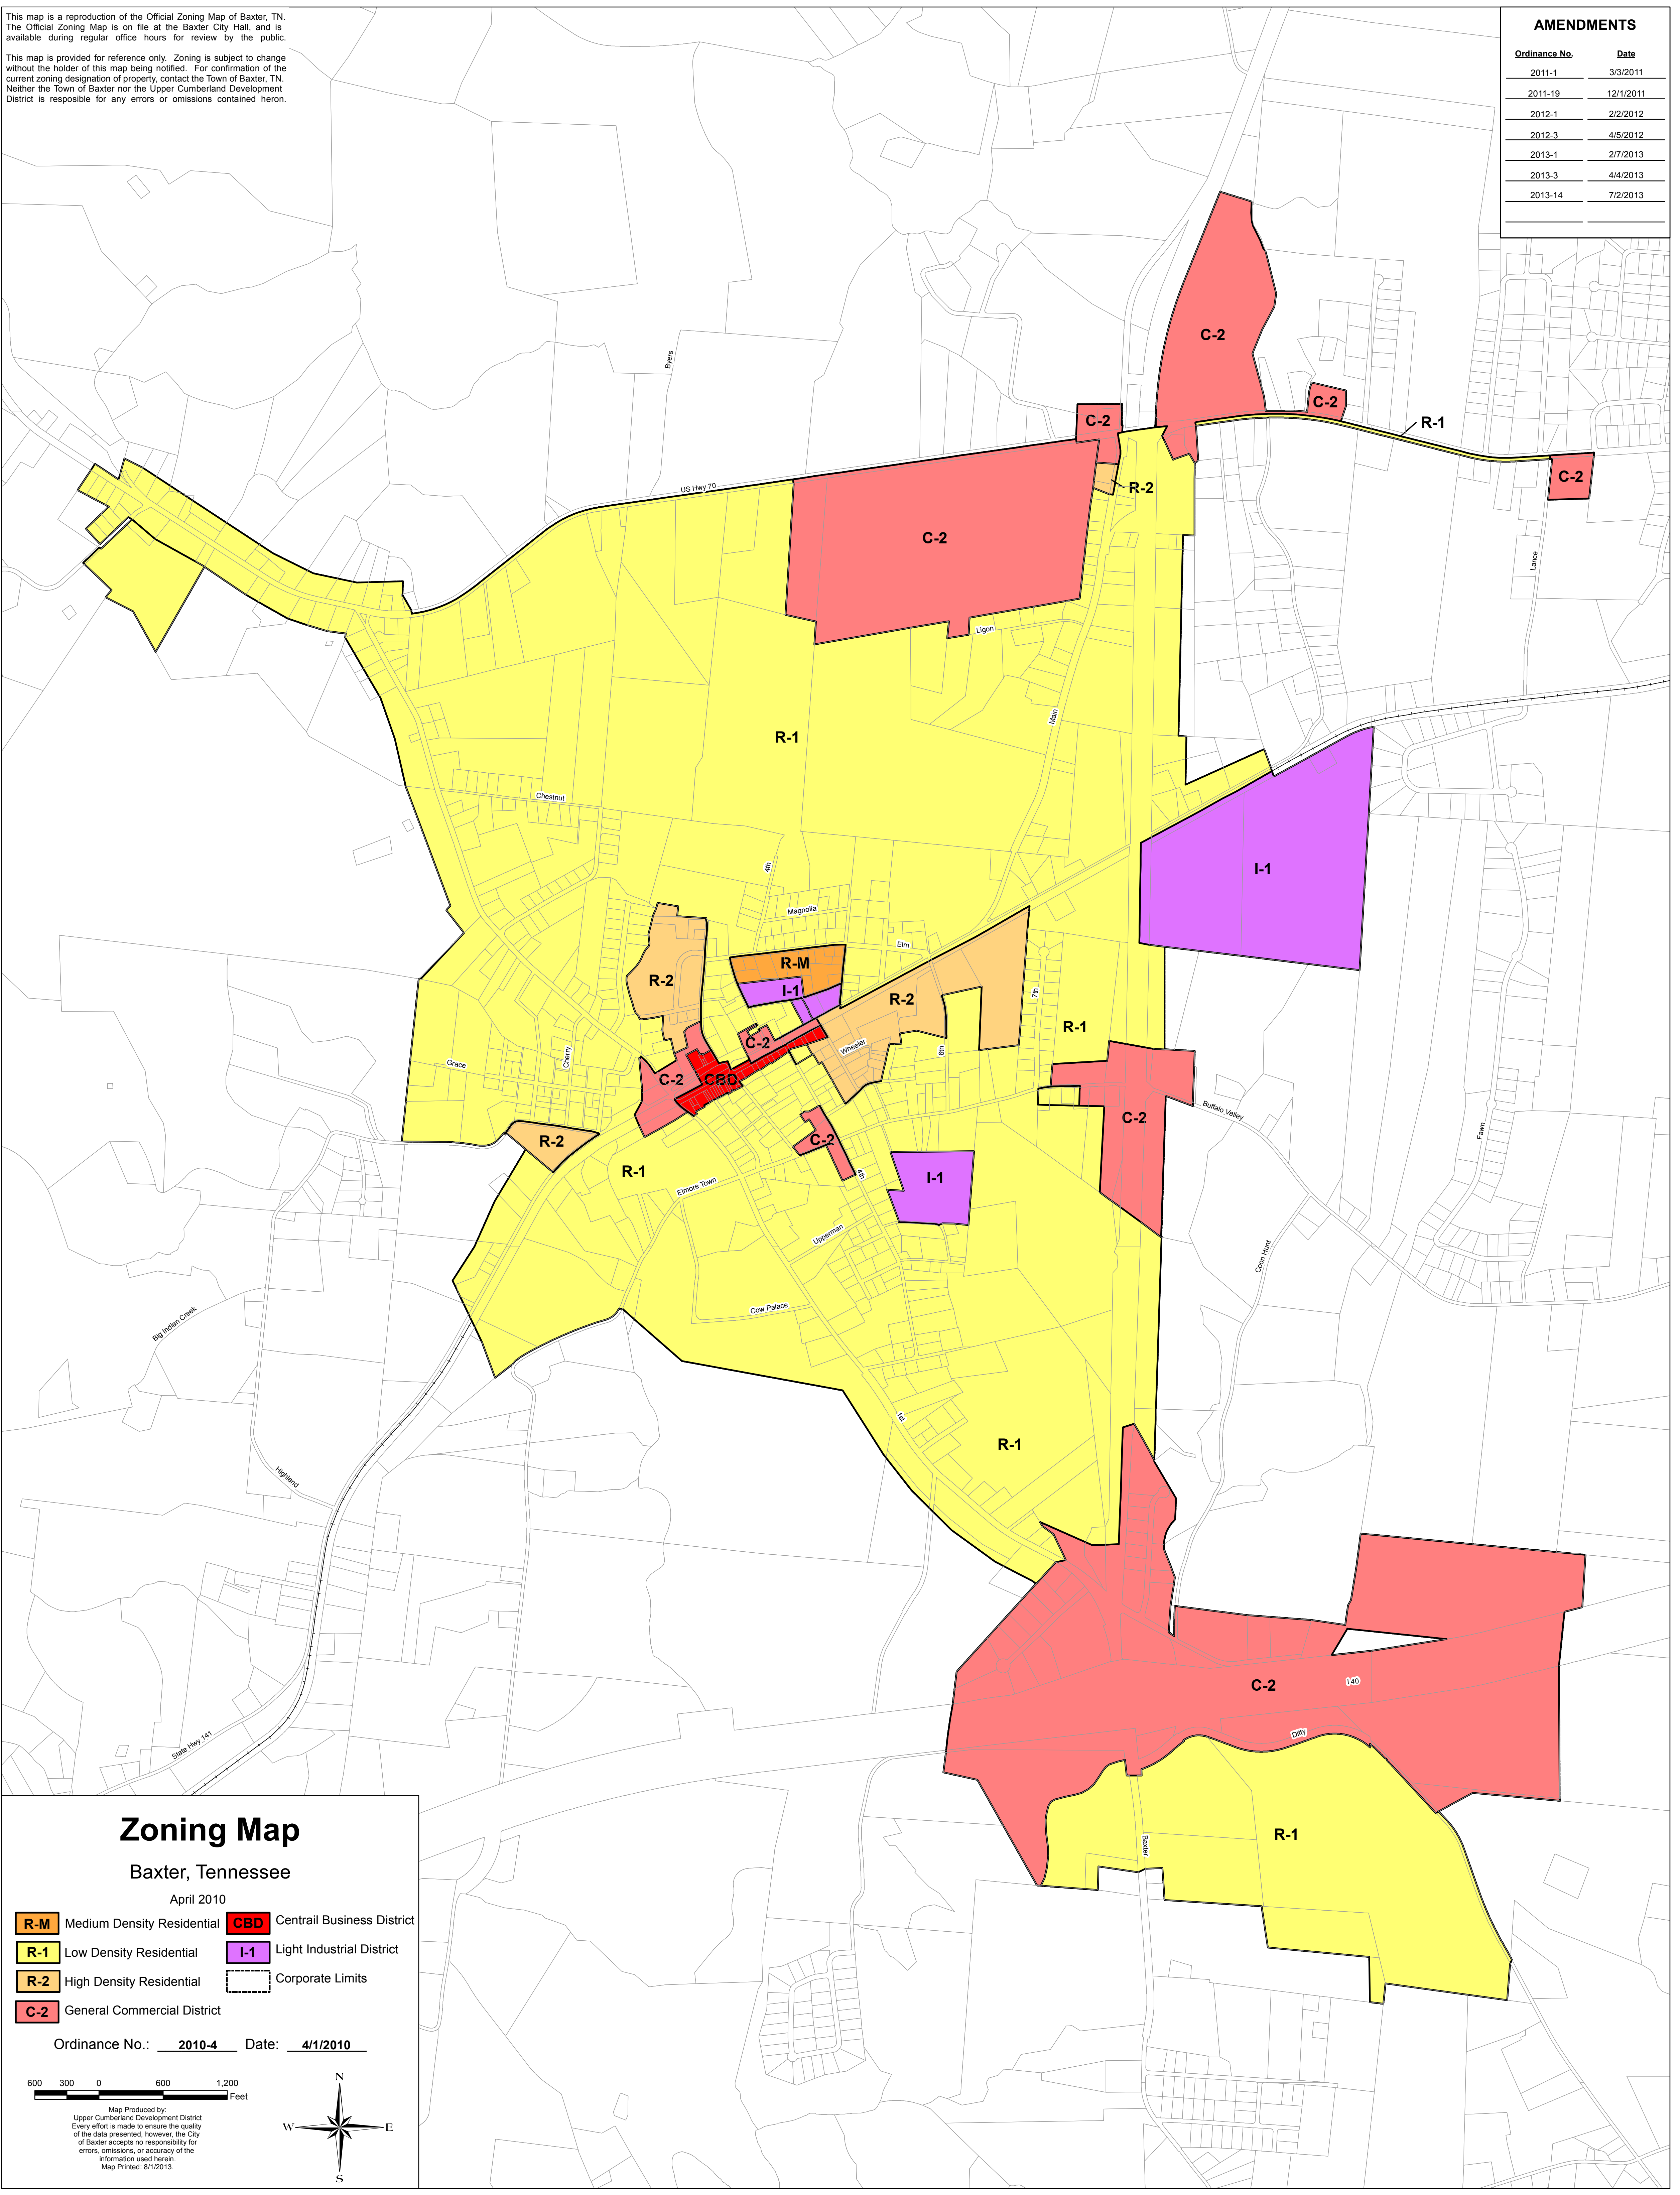 This map is a reproduction of the Official Zoning Map of Baxter, TN.
The Official Zoning Map is on file at the Baxter City Hall, and is
available during regular office hours for review by the public.
This map is provided for reference only. Zoning is subject to change
without the holder of this map being notified. For confirmation of the
current zoning designation of property, contact the Town of Baxter, TN.
Neither the Town of Baxter nor the Upper Cumberland Development
District is resposible for any errors or omissions contained heron.
AMENDMENTS
Ordinance No. Date
2011-1 3/3/2011
2011-19 12/1/2011
2012-1 2/2/2012
2012-3 4/5/2012
2013-1 2/7/2013
2013-3 4/4/2013
2013-14 7/2/2013
C-2
Byers
C-2
C-2
R-1
C-2
US Hwy 70
R-2
C-2
Lance
Ligon
Main
R-1
Chestnut
4th
I-1
Magnolia
Elm
R-M
R-2
I-1
7th
R-2
R-1
C-2
Wheeler
6th
Grace
Cherry
C-2
CBD
Buffalo Valley
C-2
Fawn
R-2
C-2
R-1
4th
I-1
Elmore Town
Upperman
Coon Hunt
Cow Palace
Big Indian Creek
1st
R-1
Highland
C-2
I 40
Ditty
State Hwy 141
R-1
Baxter
Zoning Map
Baxter, Tennessee
April 2010
R-M Medium Density Residential
CBD Centrail Business District
R-1 Low Density Residential
I-1 Light Industrial District
R-2 High Density Residential
Corporate Limits
C-2 General Commercial District
Ordinance No.: 2010-4 Date: 4/1/2010
600 300 0 600 1,200
Feet
Map Produced by:
Upper Cumberland Development District
Every effort is made to ensure the quality
of the data presented, however, the City
of Baxter accepts no responsibility for
errors, omissions, or accuracy of the
information used herein.
Map Printed: 8/1/2013.
N
W E
S